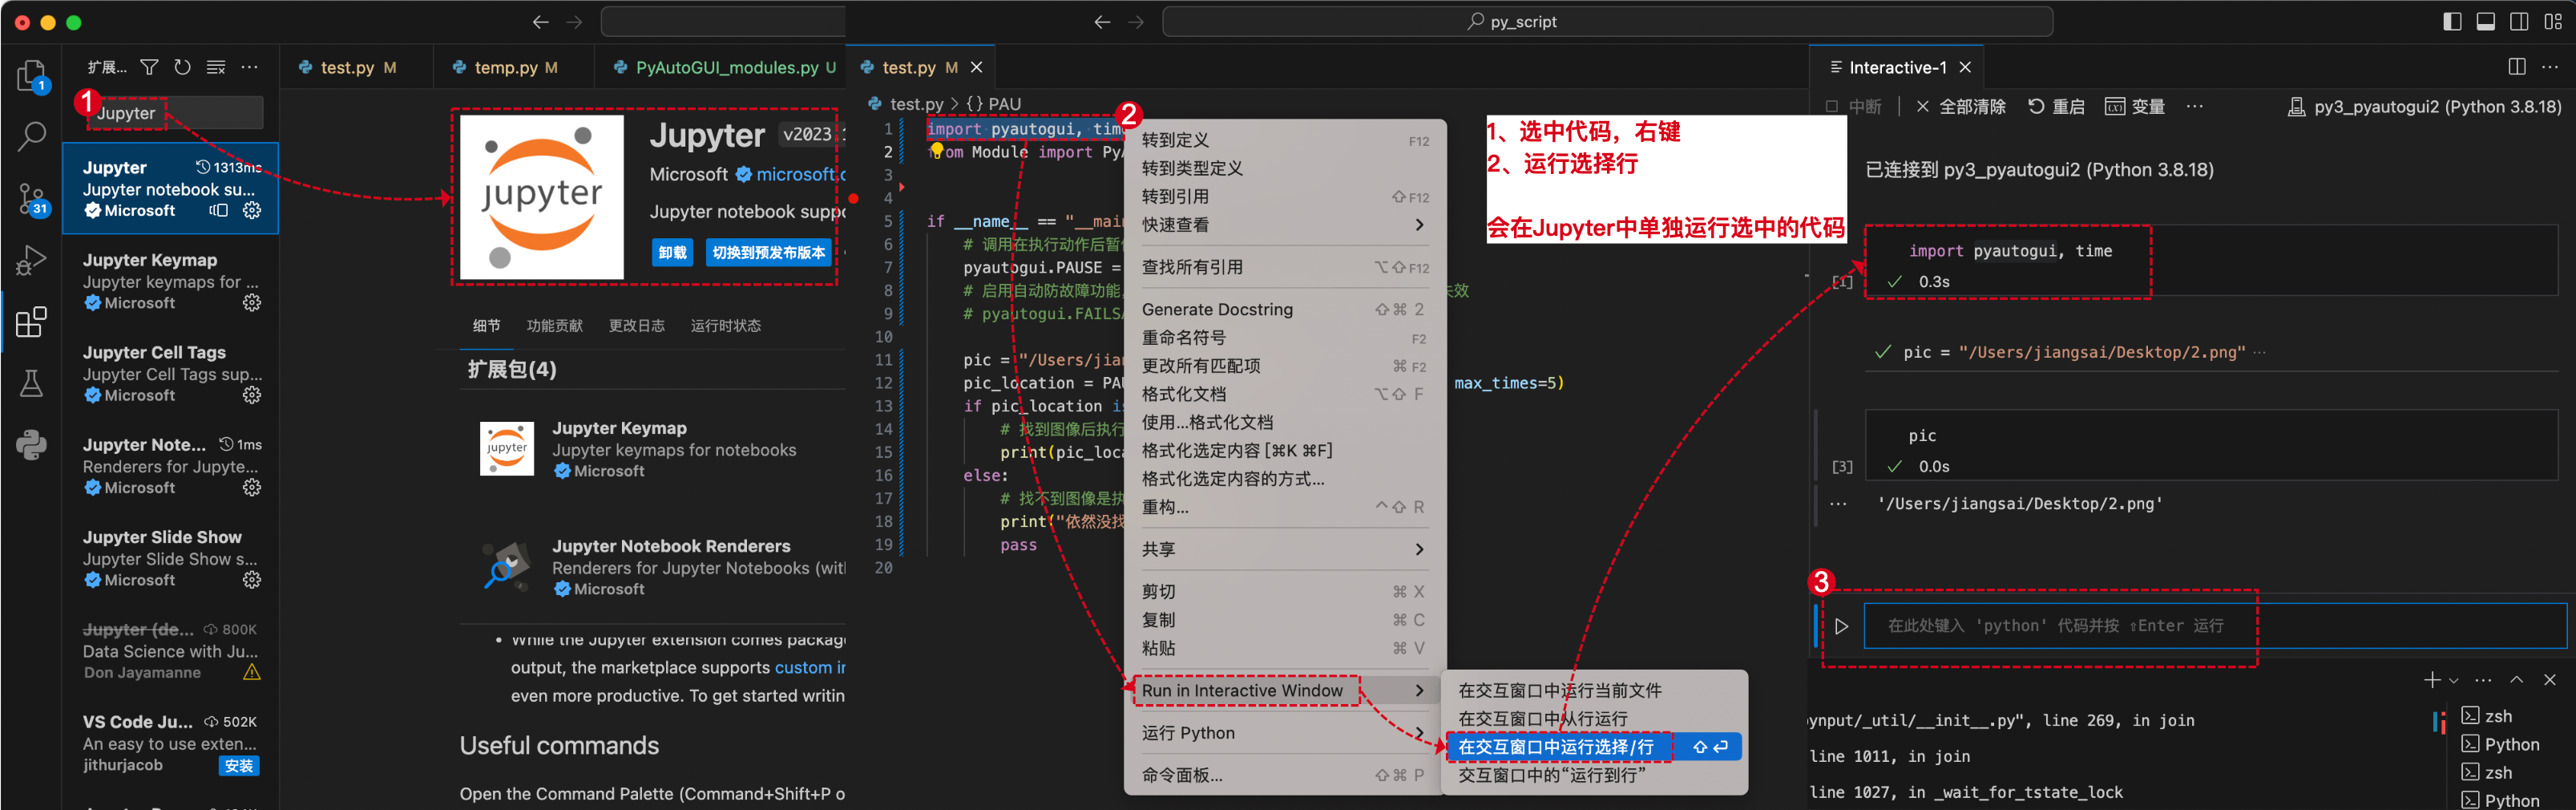 py_script
1
31
扩展...
1
Jupyter
Jupyter
1313ms
Jupyter notebook su...
Microsoft
Jupyter Keymap
Jupyter keymaps for ...
Microsoft
Jupyter Cell Tags
Jupyter Cell Tags sup...
Microsoft
Jupyter Note...
1ms
Renderers for Jupyte...
Microsoft
Jupyter Slide Show
Jupyter Slide Show s...
Microsoft
Jupyter (de...
800K
Data Science with Ju...
Don Jayamanne
VS Code Ju...
502K
An easy to use exten...
jithurjacob
安装
test.py M
temp.py M
PyAutoGUI_modules.py U
jupyter
Jupyter
v2023.
Microsoft
microsoft.c
Jupyter notebook suppo
卸载
切换到预发布版本
细节
功能贡献
更改日志
运行时状态
扩展包(4)
jupyter
Jupyter Keymap
Jupyter keymaps for notebooks
Microsoft
Jupyter Notebook Renderers
Renderers for Jupyter Notebooks (wit
Microsoft
• While the Jupyter extension comes packag
output, the marketplace supports custom
even more productive. To get started writin
Useful commands
Open the Command Palette (Command+Shift+P o
test.py M
test.py > {} PAU
2
1 import pyautogui, time
2 from Module import PyA
3
4
5 if __name__ == "__main
6 # 调用在执行动作后暂停
7 pyautogui.PAUSE =
8 # 启用自动防故障功能, 失效
9 # pyautogui.FAILSA
10
11 pic = "/Users/jian
12 pic_location = PAU max_times=5)
13 if pic_location is
14 # 找到图像后执行
15 print(pic_loca
16 else:
17 # 找不到图像是执
18 print("依然没找
19 pass
20
转到定义 F12
转到类型定义
转到引用 ⇧F12
快速查看
查找所有引用 ⌥⇧F12
Generate Docstring ⇧⌘ 2
重命名符号 F2
更改所有匹配项 ⌘ F2
格式化文档 ⌥⇧ F
使用...格式化文档
格式化选定内容 [⌘K ⌘F]
格式化选定内容的方式...
重构... ^⇧ R
共享
剪切 ⌘ X
复制 ⌘ C
粘贴 ⌘ V
Run in Interactive Window
运行 Python
命令面板... ⇧⌘ P
在交互窗口中运行当前文件
在交互窗口中从行运行
在交互窗口中运行选择/行 ⇧⏎
交互窗口中的“运行到行”
1、选中代码，右键
2、运行选择行
会在Jupyter中单独运行选中的代码
Interactive-1
中断
全部清除
重启
变量
py3_pyautogui2 (Python 3.8.18)
已连接到 py3_pyautogui2 (Python 3.8.18)
import pyautogui, time
[1]
0.3s
pic = "/Users/jiangsai/Desktop/2.png" ...
pic
[3]
0.0s
'/Users/jiangsai/Desktop/2.png'
3
在此处键入 'python' 代码并按 ⇧Enter 运行
ynput/_util/__init__.py", line 269, in join
line 1011, in join
line 1027, in _wait_for_tstate_lock
zsh
Python
zsh
Python